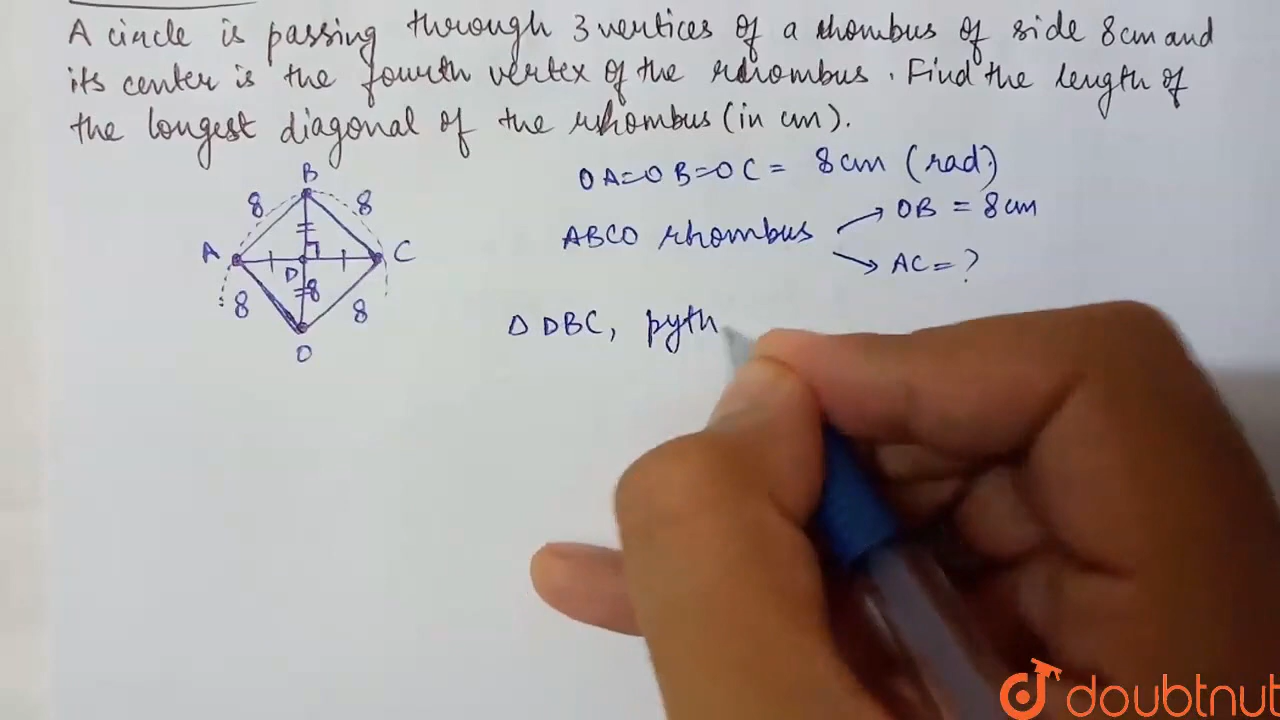 A circle is passing through 3 vertices of a rhombus of side 8cm and
its center is the fourth vertex of the rhombus. Find the length of
the longest diagonal of the rhombus (in cm).
OA=OB=OC= 8cm (rad.)
ABCO rhombus
OB = 8cm
AC=?
B
8
8
A
C
D
8
8
8
O
Δ DBC, pyth
doubtnut